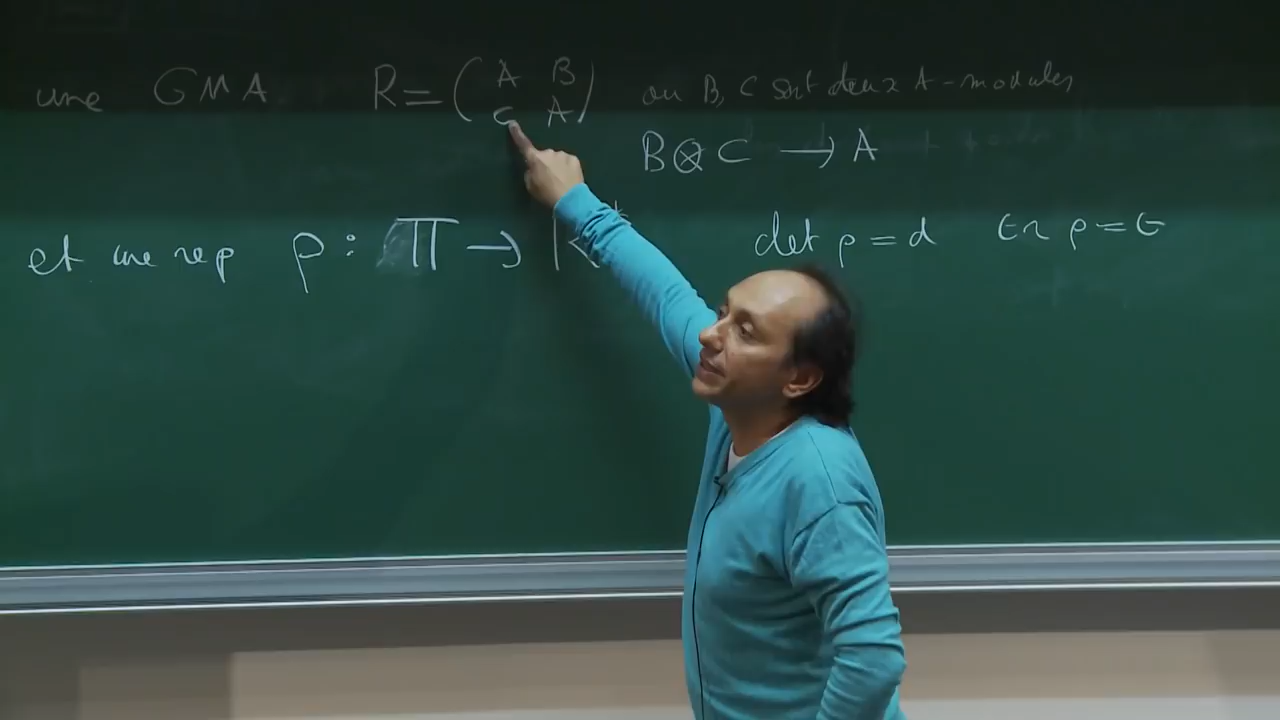 une GMA R = ( A B où B, C sont deux A-modules
C A )
B ⊗ C → A
et une rep ρ : Π → R* det ρ = d tr ρ = t